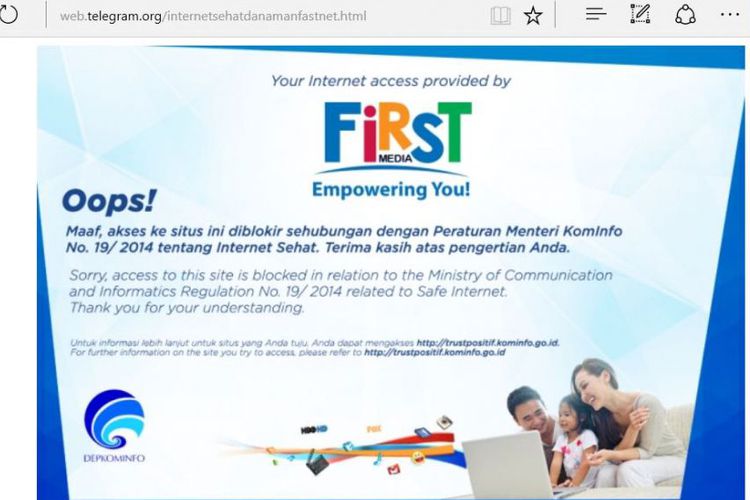 web.telegram.org/internetsehatdanamanfastnet.html
Your Internet access provided by
FiRST
MEDIA
Empowering You!
Oops!
Maaf, akses ke situs ini diblokir sehubungan dengan Peraturan Menteri KomInfo
No. 19/ 2014 tentang Internet Sehat. Terima kasih atas pengertian Anda.
Sorry, access to this site is blocked in relation to the Ministry of Communication
and Informatics Regulation No. 19/ 2014 related to Safe Internet.
Thank you for your understanding.
Untuk informasi lebih lanjut untuk situs yang Anda tuju. Anda dapat mengakses http://trustpositif.kominfo.go.id.
For further information on the site you try to access, please refer to http://trustpositif.kominfo.go.id
HBO HD
FOX
DEPKOMINFO